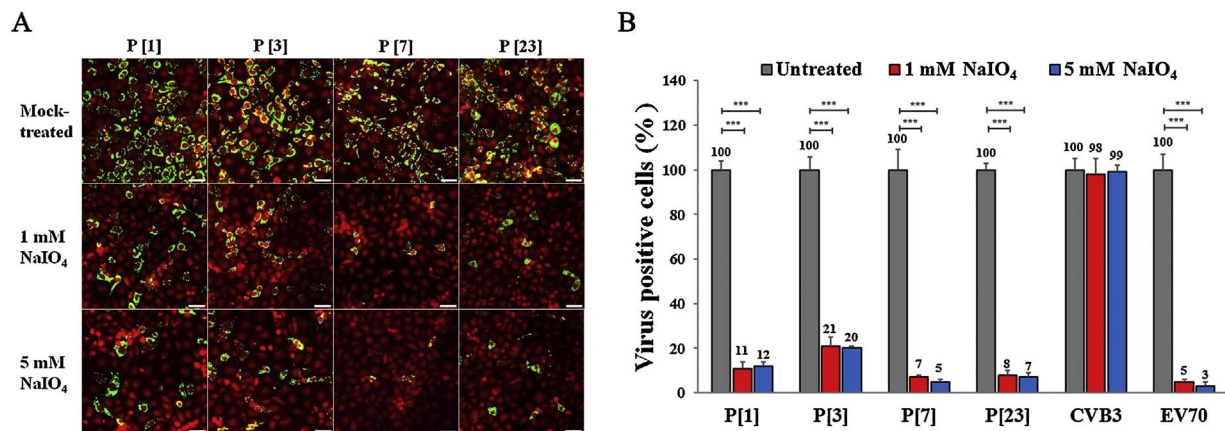 A
P [1] P [3] P [7] P [23]
Mock-
treated
1 mM
NaIO₄
5 mM
NaIO₄
B
Untreated 1 mM NaIO₄ 5 mM NaIO₄
Virus positive cells (%)
140
120
100
80
60
40
20
0
*** *** *** *** ***
*** *** *** *** ***
100 11 12
100 21 20
100 7 5
100 8 7
100 98 99
100 5 3
P[1] P[3] P[7] P[23] CVB3 EV70